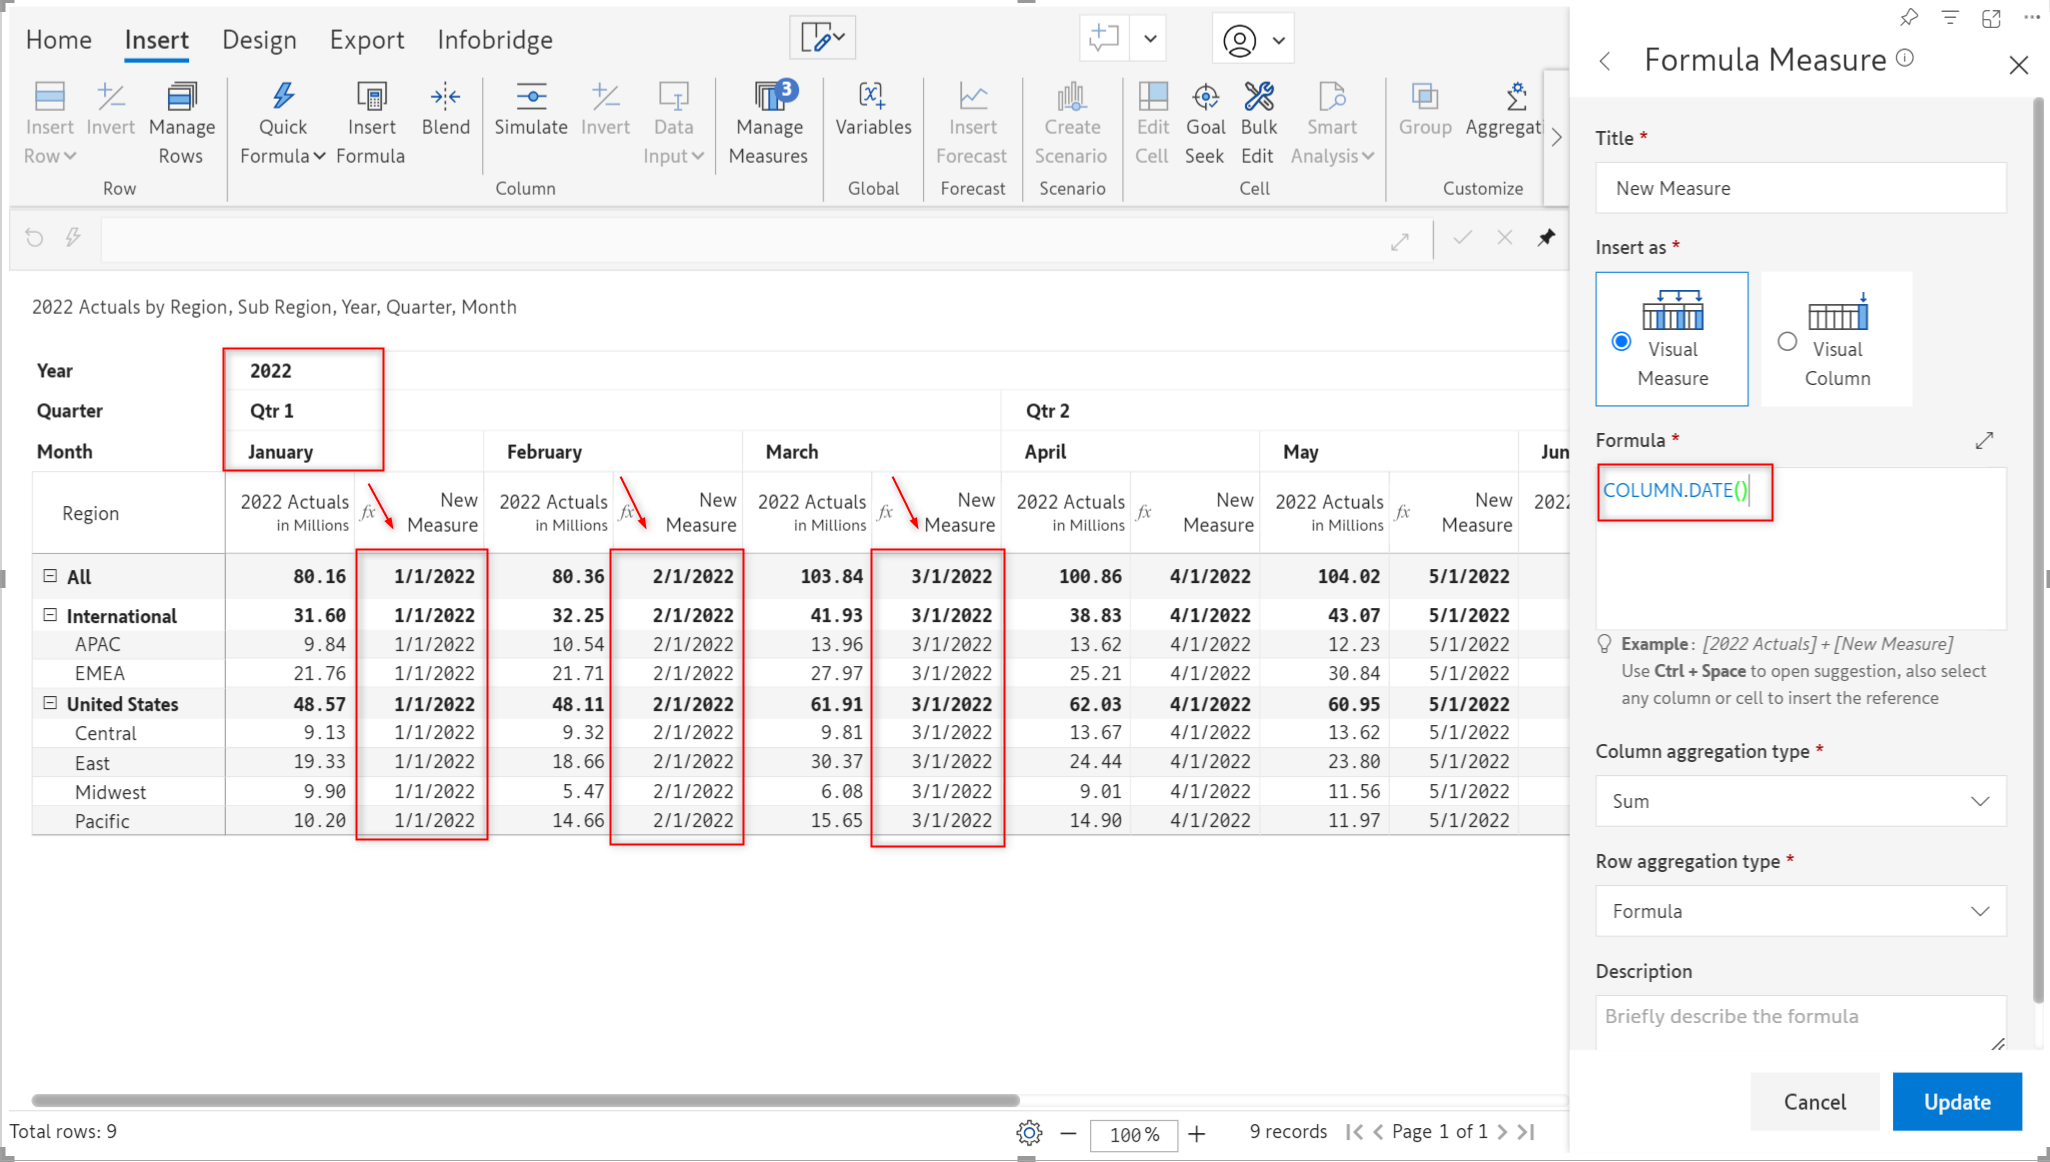 Home Insert Design Export Infobridge
Insert Row Invert Manage Rows Quick Formula Insert Formula Blend Simulate Invert Data Input Manage Measures 3 Variables Insert Forecast Create Scenario Edit Cell Goal Seek Bulk Edit Smart Analysis Group Aggregat
Row Column Global Forecast Scenario Cell Customize
2022 Actuals by Region, Sub Region, Year, Quarter, Month
Year 2022
Quarter Qtr 1 Qtr 2
Month January February March April May Jun
Region 2022 Actuals in Millions fx New Measure 2022 Actuals in Millions fx New Measure 2022 Actuals in Millions fx New Measure 2022 Actuals in Millions fx New Measure 2022 Actuals in Millions fx New Measure 2022
All 80.16 1/1/2022 80.36 2/1/2022 103.84 3/1/2022 100.86 4/1/2022 104.02 5/1/2022
International 31.60 1/1/2022 32.25 2/1/2022 41.93 3/1/2022 38.83 4/1/2022 43.07 5/1/2022
APAC 9.84 1/1/2022 10.54 2/1/2022 13.96 3/1/2022 13.62 4/1/2022 12.23 5/1/2022
EMEA 21.76 1/1/2022 21.71 2/1/2022 27.97 3/1/2022 25.21 4/1/2022 30.84 5/1/2022
United States 48.57 1/1/2022 48.11 2/1/2022 61.91 3/1/2022 62.03 4/1/2022 60.95 5/1/2022
Central 9.13 1/1/2022 9.32 2/1/2022 9.81 3/1/2022 13.67 4/1/2022 13.62 5/1/2022
East 19.33 1/1/2022 18.66 2/1/2022 30.37 3/1/2022 24.44 4/1/2022 23.80 5/1/2022
Midwest 9.90 1/1/2022 5.47 2/1/2022 6.08 3/1/2022 9.01 4/1/2022 11.56 5/1/2022
Pacific 10.20 1/1/2022 14.66 2/1/2022 15.65 3/1/2022 14.90 4/1/2022 11.97 5/1/2022
Total rows: 9 100% 9 records Page 1 of 1
Formula Measure
Title *
New Measure
Insert as *
Visual Measure
Visual Column
Formula *
COLUMN.DATE()
Example: [2022 Actuals] + [New Measure]
Use Ctrl + Space to open suggestion, also select
any column or cell to insert the reference
Column aggregation type *
Sum
Row aggregation type *
Formula
Description
Briefly describe the formula
Cancel Update